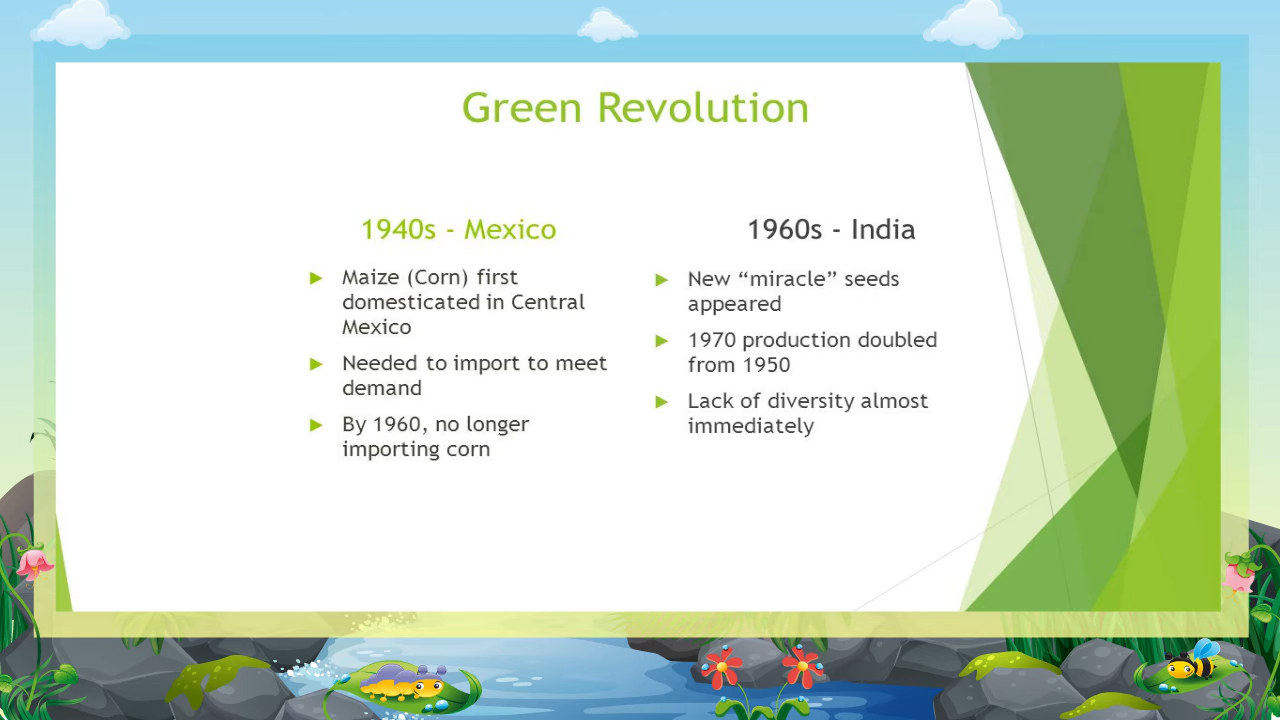 Green Revolution
1940s - Mexico
Maize (Corn) first
domesticated in Central
Mexico
Needed to import to meet
demand
By 1960, no longer
importing corn
1960s - India
New “miracle” seeds
appeared
1970 production doubled
from 1950
Lack of diversity almost
immediately